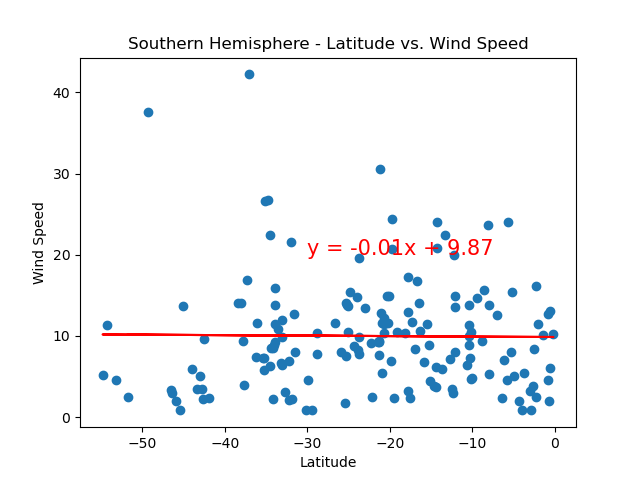 Southern Hemisphere - Latitude vs. Wind Speed
Wind Speed
40
30
20
10
0
y = -0.01x + 9.87
−50
−40
−30
−20
−10
0
Latitude